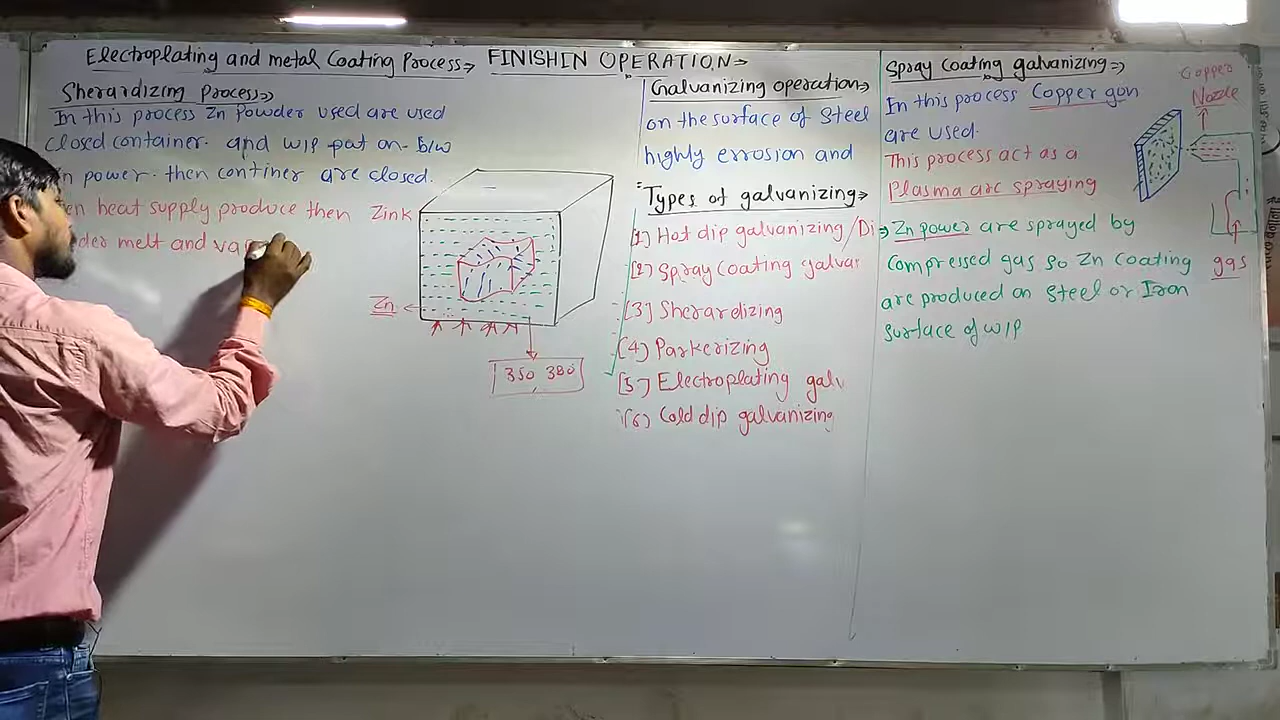 Electroplating and metal Coating Process→ FINISHIN OPERATION→
Sherardizing Process→
In this process Zn Powder used are used
closed container. and W/P put on- b/w
n power. then continer are closed.
en heat supply produce then Zink
der melt and va
Zn
350 380
Galvanizing operation→
on the surface of Steel
highly errosion and
Types of galvanizing→
(1) Hot dip galvanizing / Di
(2) Spray coating galvar
(3) Sherardizing
(4) Parkerizing
(5) Electroplating galv
(6) Cold dip galvanizing
Spray Coating galvanizing→
In this process Copper gun
are used.
This process act as a
Plasma arc spraying
Zn power are sprayed by
Compressed gas so Zn Coating
are produced on Steel or Iron
surface of W/P
Copper
Nozzle
gas